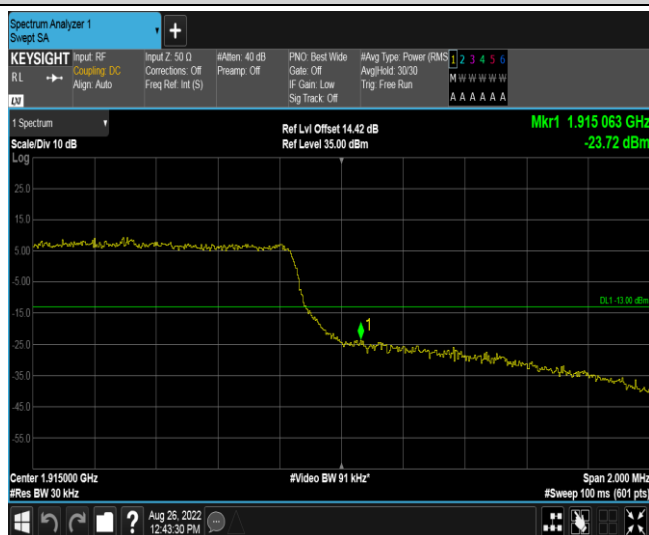 Spectrum Analyzer 1
Swept SA
+
KEYSIGHT
RL
LXI
Input: RF
Coupling: DC
Align: Auto
Input Z: 50 Ω
Corrections: Off
Freq Ref: Int (S)
#Atten: 40 dB
Preamp: Off
PNO: Best Wide
Gate: Off
IF Gain: Low
Sig Track: Off
#Avg Type: Power (RMS
Avg|Hold: 30/30
Trig: Free Run
1 2 3 4 5 6
M W W W W W
A A A A A A
1 Spectrum
Scale/Div 10 dB
Ref Lvl Offset 14.42 dB
Ref Level 35.00 dBm
Mkr1 1.915 063 GHz
-23.72 dBm
Log
25.0
15.0
5.00
-5.00
DL1 -13.00 dBm
-15.0
1
-25.0
-35.0
-45.0
-55.0
Center 1.915000 GHz
#Video BW 91 kHz*
Span 2.000 MHz
#Res BW 30 kHz
#Sweep 100 ms (601 pts)
?
Aug 26, 2022
12:43:30 PM